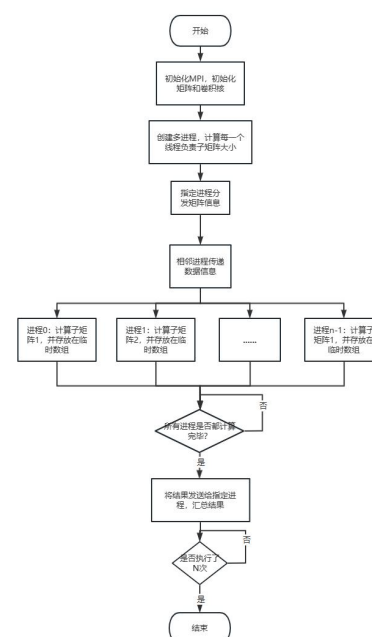 开始
初始化MPI，初始化
矩阵和卷积核
创建多进程，计算每一个
线程负责子矩阵大小
指定进程分
发矩阵信息
相邻进程传递
数据信息
进程0：计算子矩
阵1，并存放在临
时数组
进程1：计算子矩
阵2，并存放在临
时数组
......
进程n-1：计算子
矩阵1，并存放在
临时数组
否
所有进程是否都计算
完毕？
是
将结果发送给指定进
程，汇总结果
否
是否执行了
N次
是
结束